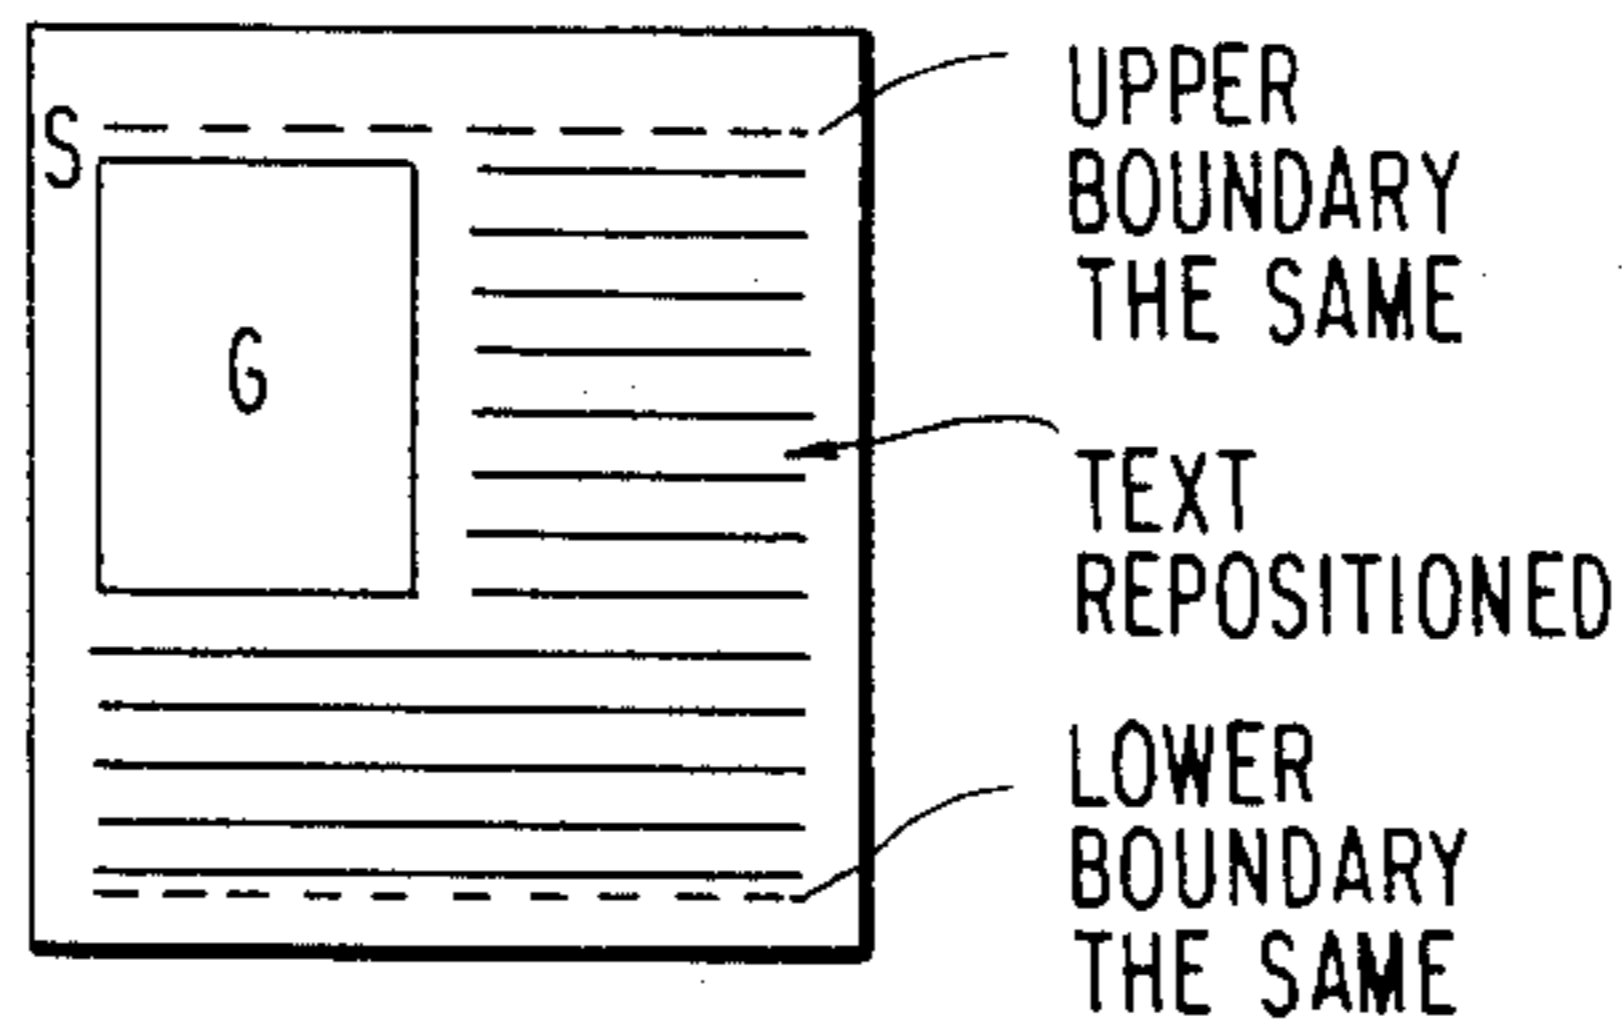 S
G
UPPER
BOUNDARY
THE SAME
TEXT
REPOSITIONED
LOWER
BOUNDARY
THE SAME